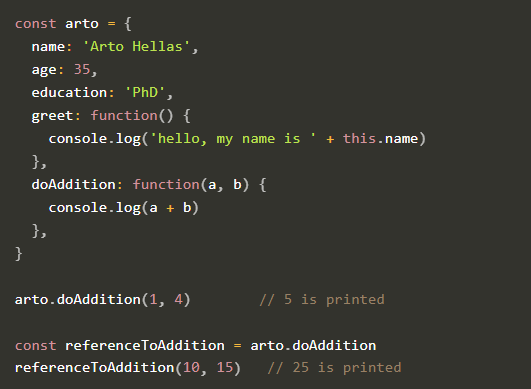 const arto = {
  name: 'Arto Hellas',
  age: 35,
  education: 'PhD',
  greet: function() {
    console.log('hello, my name is ' + this.name)
  },
  doAddition: function(a, b) {
    console.log(a + b)
  },
}

arto.doAddition(1, 4)        // 5 is printed

const referenceToAddition = arto.doAddition
referenceToAddition(10, 15)   // 25 is printed